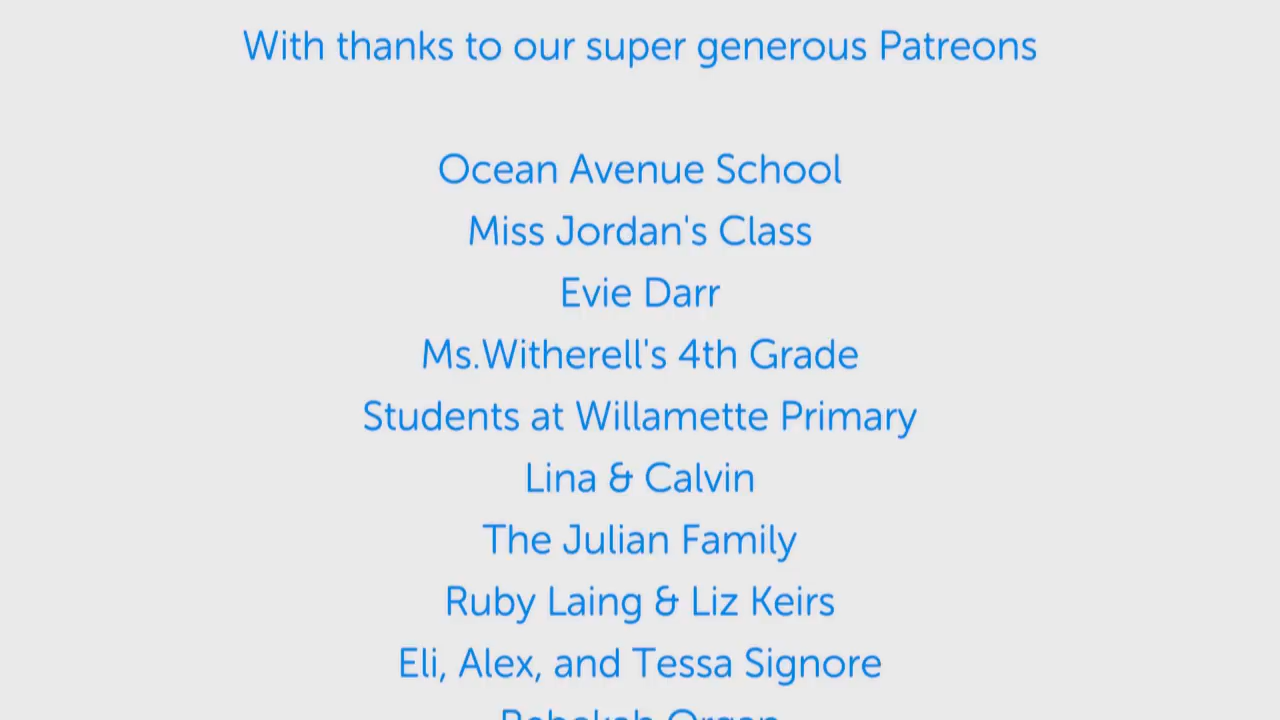 With thanks to our super generous Patreons
Ocean Avenue School
Miss Jordan's Class
Evie Darr
Ms.Witherell's 4th Grade
Students at Willamette Primary
Lina & Calvin
The Julian Family
Ruby Laing & Liz Keirs
Eli, Alex, and Tessa Signore